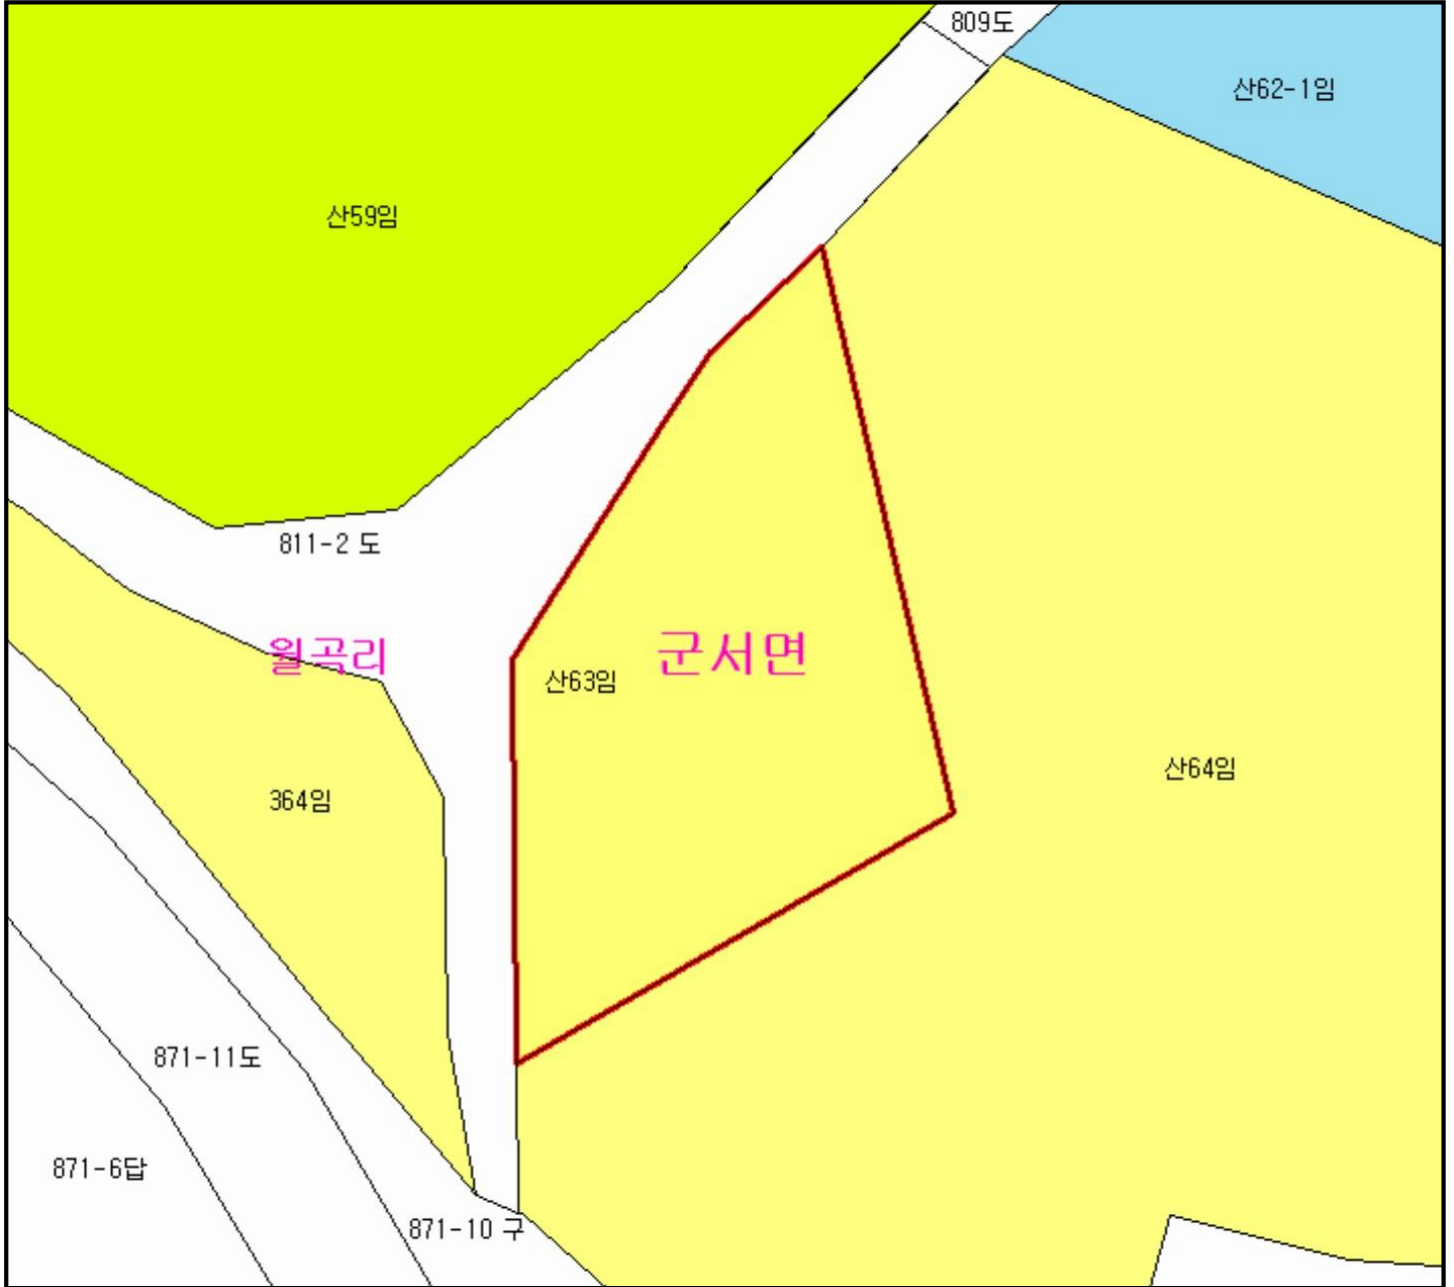 809도
산62-1임
산59임
811-2 도
월곡리
군서면
산63임
산64임
364임
871-11도
871-6답
871-10 구